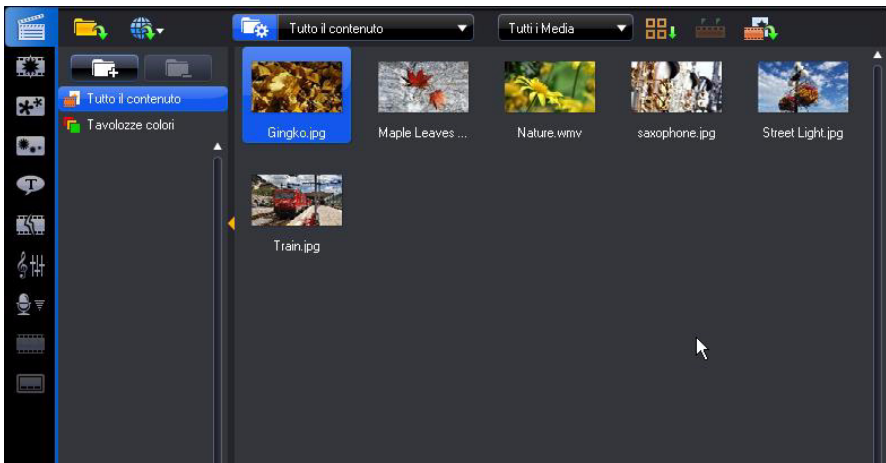 Tutto il contenuto
Tutti i Media
Tutto il contenuto
Tavolozze colori
Gingko.jpg
Maple Leaves ...
Nature.wmv
saxophone.jpg
Street Light.jpg
Train.jpg
T